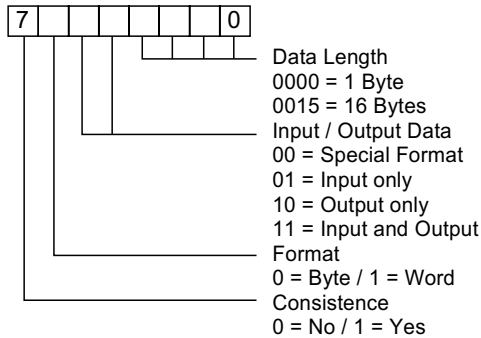 7 0
Data Length
0000 = 1 Byte
0015 = 16 Bytes
Input / Output Data
00 = Special Format
01 = Input only
10 = Output only
11 = Input and Output
Format
0 = Byte / 1 = Word
Consistence
0 = No / 1 = Yes